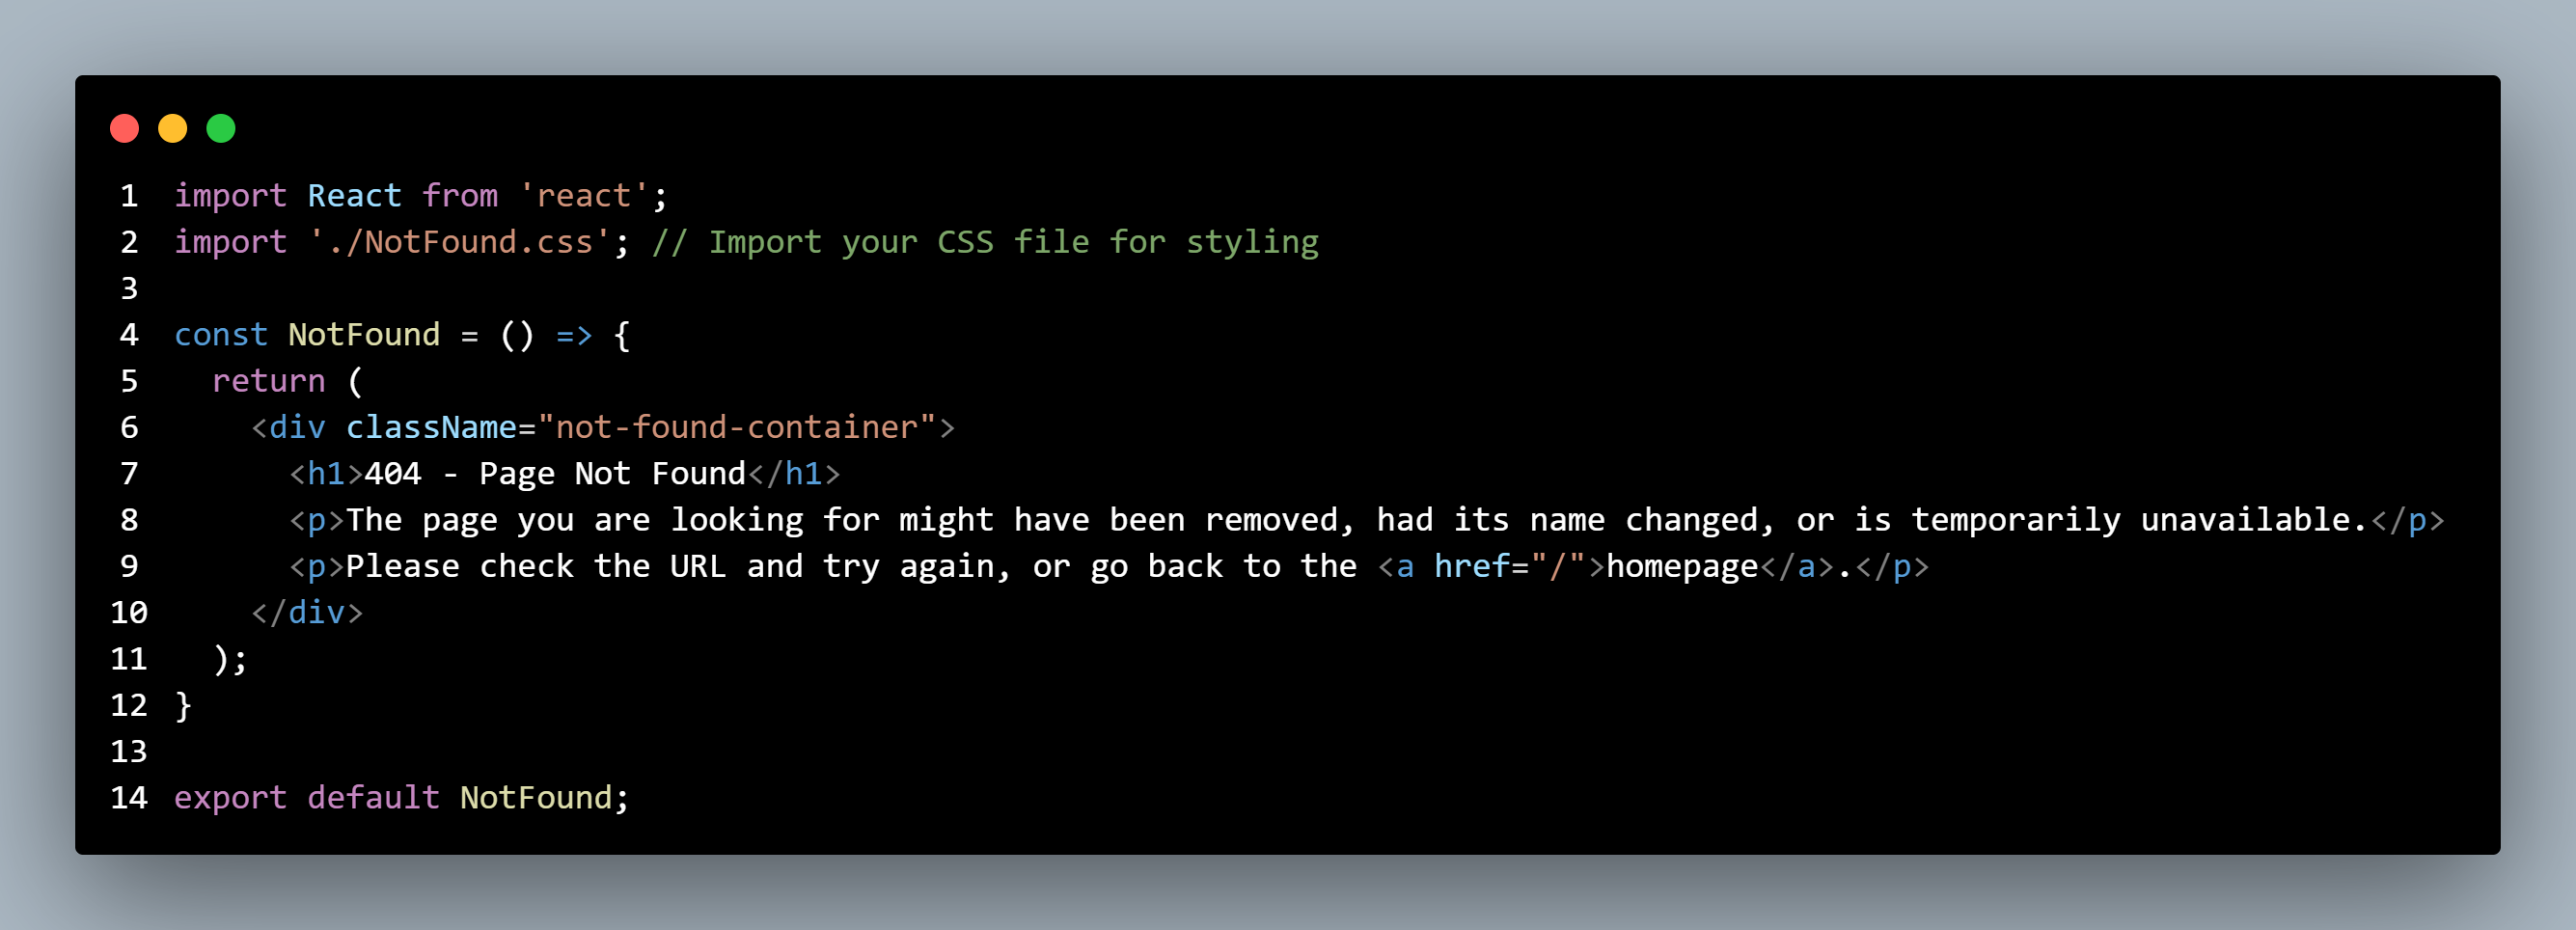 1 import React from 'react';
2 import './NotFound.css'; // Import your CSS file for styling
3
4 const NotFound = () => {
5   return (
6     <div className="not-found-container">
7       <h1>404 - Page Not Found</h1>
8       <p>The page you are looking for might have been removed, had its name changed, or is temporarily unavailable.</p>
9       <p>Please check the URL and try again, or go back to the <a href="/">homepage</a>.</p>
10     </div>
11   );
12 }
13
14 export default NotFound;